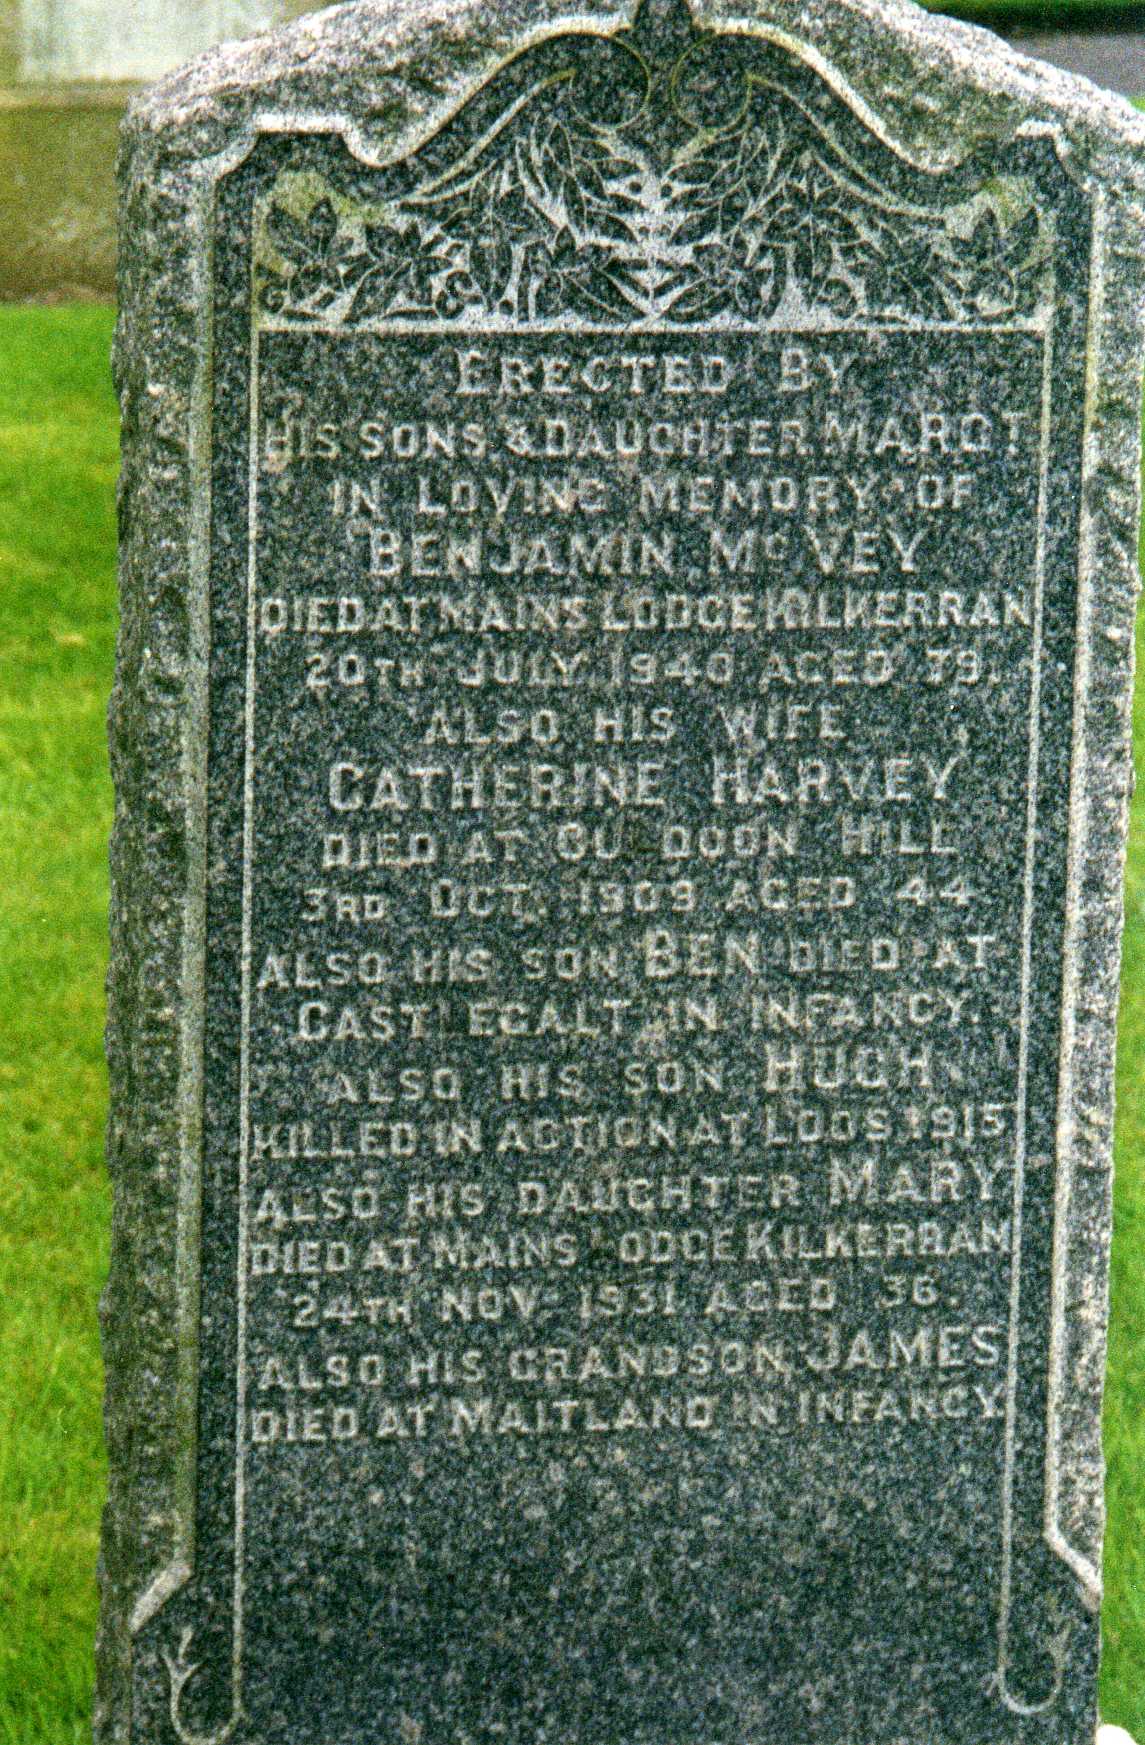 ERECTED BY
HIS SONS & DAUGHTER MARGT
IN LOVING MEMORY OF
BENJAMIN McVEY
DIED AT MAINS LODGE KILKERRAN
20TH JULY 1940 AGED 79.
ALSO HIS WIFE
CATHERINE HARVEY
DIED AT DOON HILL
3RD OCT. 1909 AGED 44
ALSO HIS SON BEN DIED AT
CASTLEGALT IN INFANCY.
ALSO HIS SON HUGH
KILLED IN ACTION AT LOOS 1915
ALSO HIS DAUGHTER MARY
DIED AT MAINS LODGE KILKERRAN
24TH NOV. 1931 AGED 36.
ALSO HIS GRANDSON JAMES
DIED AT MAITLAND IN INFANCY